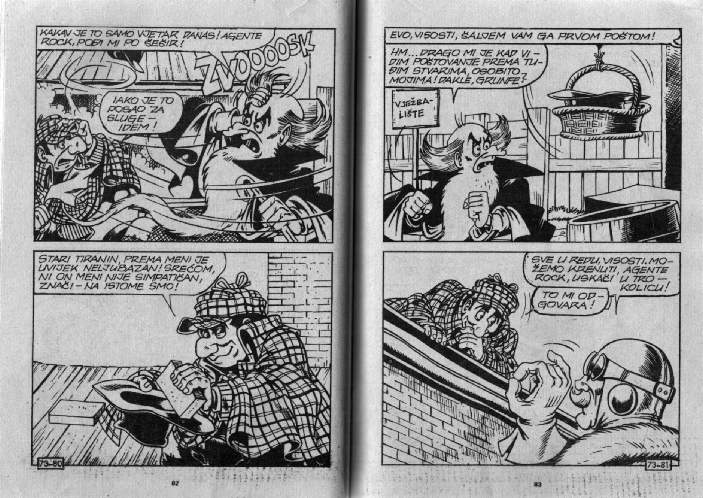 KAKAV JE TO SAMO VJETAR DANAS! AGENTE
ROCK, POĐI MI PO ŠEŠIR!
ZVOOOOSK
IAKO JE TO
POSAO ZA
SLUGE -
IDEM!
STARI TIRANIN, PREMA MENI JE
UVIJEK NELJUBAZAN! SREĆOM,
NI ON MENI NIJE SIMPATIČAN,
ZNAČI - NA ISTOME SMO!
73-80
82
EVO, VISOSTI, ŠALJEM VAM GA PRVOM POŠTOM!
HM... DRAGO MI JE KAD VI-
DIM POŠTOVANJE PREMA TU-
ĐIM STVARIMA, OSOBITO
MOJIMA! DAKLE, GRUNFE?
VJEŽBA-
LIŠTE
SVE U REDU, VISOSTI, MO-
ŽEMO KRENUTI, AGENTE
ROCK, USKAČI U TRO-
KOLICU!
TO MI OD-
GOVARA!
73-81
83